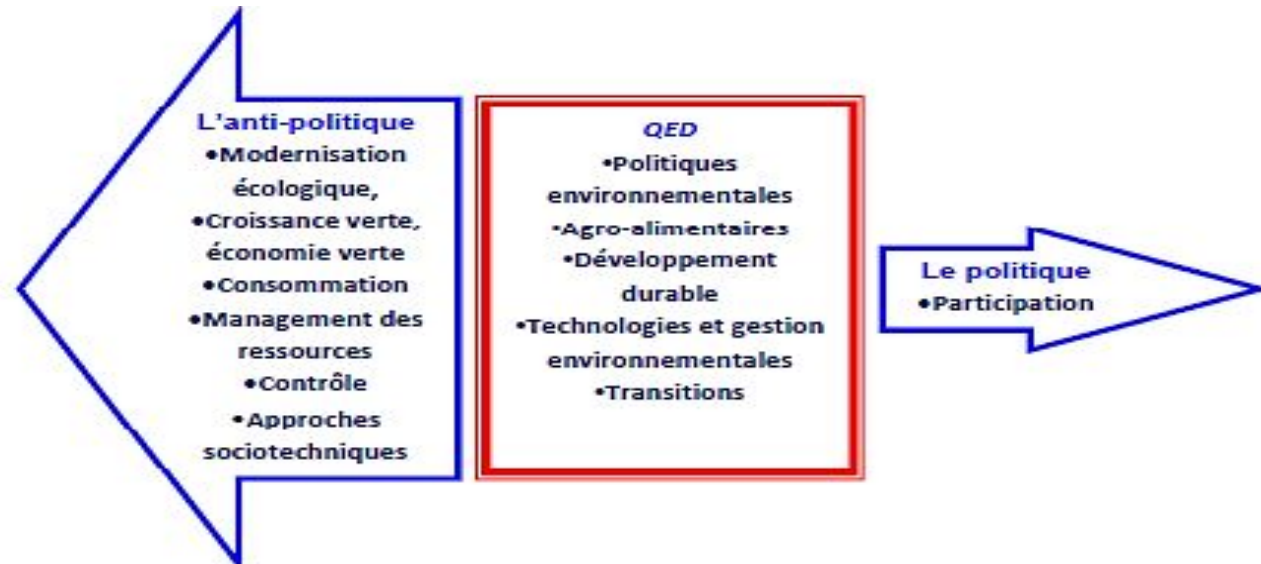 L'anti-politique
•Modernisation
écologique,
•Croissance verte,
économie verte
•Consommation
•Management des
ressources
•Contrôle
•Approches
sociotechniques
QED
•Politiques
environnementales
•Agro-alimentaires
•Développement
durable
•Technologies et gestion
environnementales
•Transitions
Le politique
•Participation